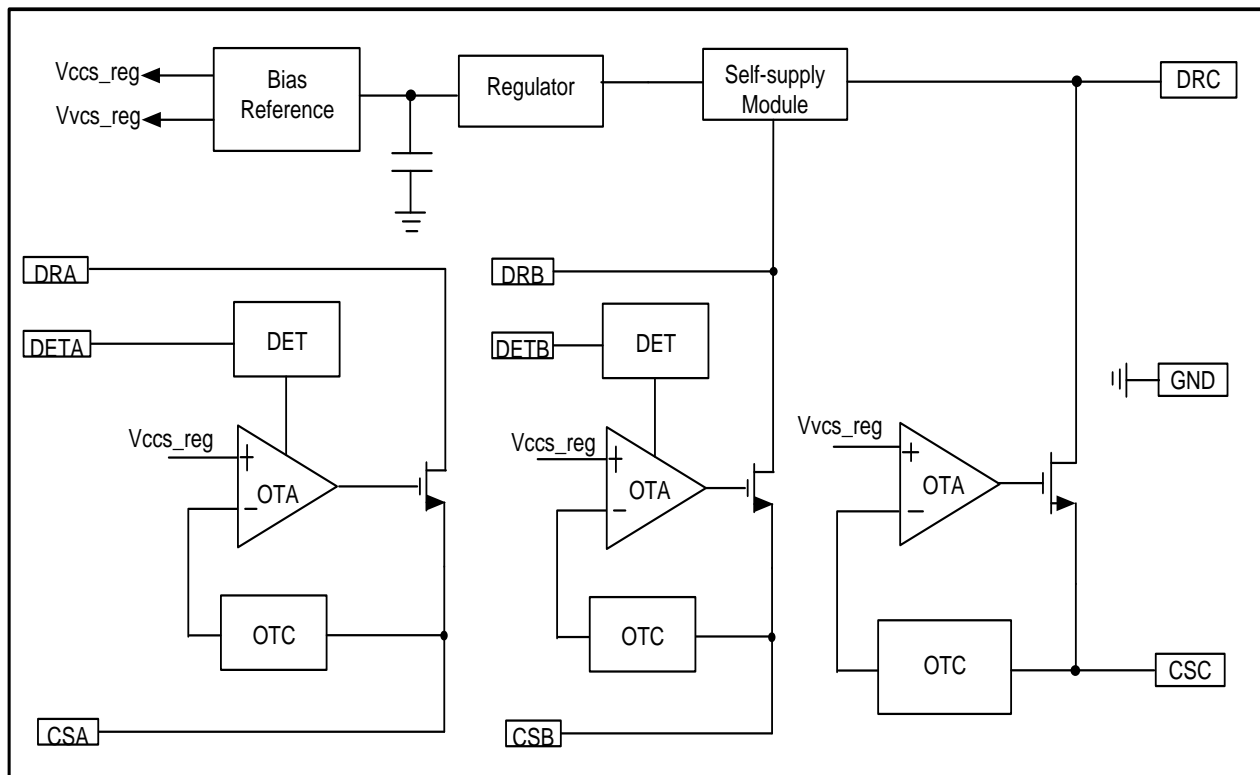 Vccs_reg
Vvcs_reg
Bias
Reference
Regulator
Self-supply
Module
DRC
DRA
DETA
DET
Vccs_reg
+
OTA
−
OTC
CSA
DRB
DETB
DET
Vccs_reg
+
OTA
−
OTC
CSB
GND
Vvcs_reg
+
OTA
−
OTC
CSC